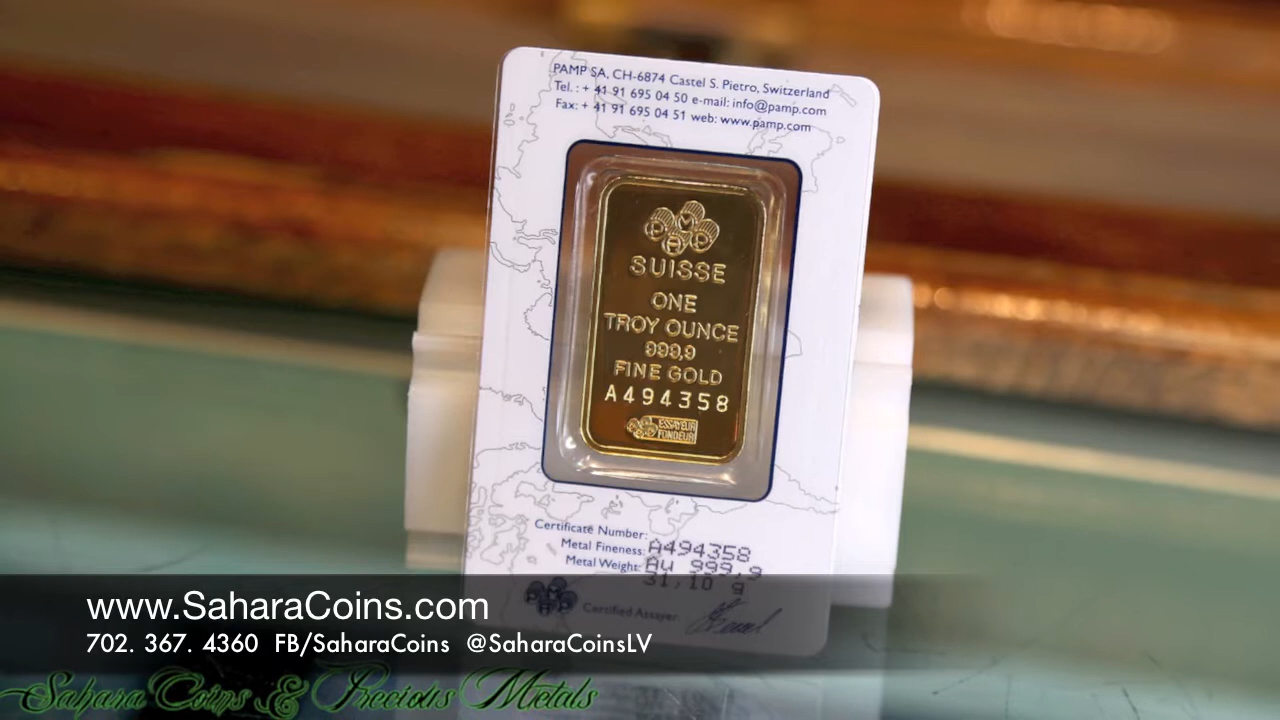 PAMP SA, CH-6874 Castel S. Pietro, Switzerland
Tel. : + 41 91 695 04 50 e-mail: info@pamp.com
Fax: + 41 91 695 04 51 web: www.pamp.com
PAMP
SUISSE
ONE
TROY OUNCE
999,9
FINE GOLD
A494358
ESSAYEUR
FONDEUR
Certificate Number: A494358
Metal Fineness: Au 999,9
Metal Weight: 31,10 g
PAMP
Certified Assayer:
www.SaharaCoins.com
702. 367. 4360 FB/SaharaCoins @SaharaCoinsLV
Sahara Coins & Precious Metals